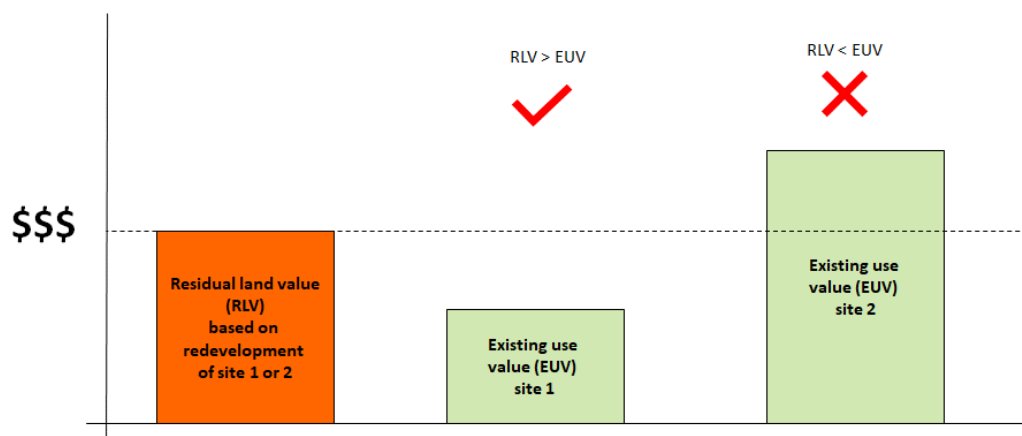 RLV > EUV
RLV < EUV
$$$
Residual land value
(RLV)
based on
redevelopment
of site 1 or 2
Existing use
value (EUV)
site 1
Existing use
value (EUV)
site 2